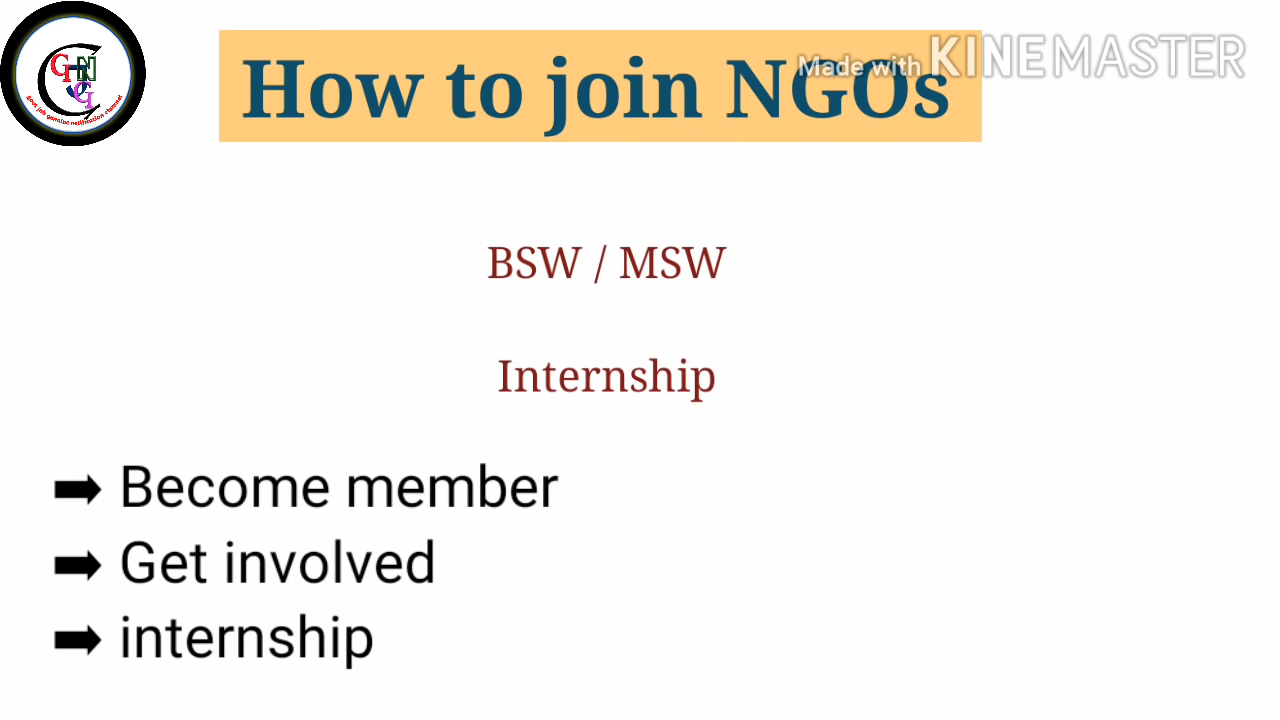 How to join NGOs
Made with KINEMASTER
BSW / MSW
Internship
➡ Become member
➡ Get involved
➡ internship